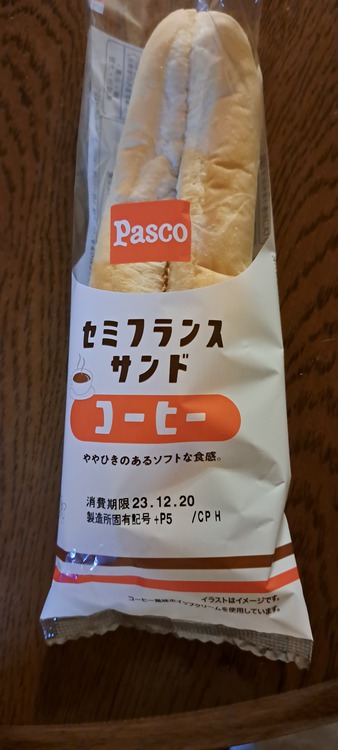 Pasco
セミフランス
サンド
コーヒー
ややひきのあるソフトな食感。
消費期限23.12.20
製造所固有記号+P5 /CP H
イラストはイメージです。
コーヒー風味ホイップクリームを使用しています。